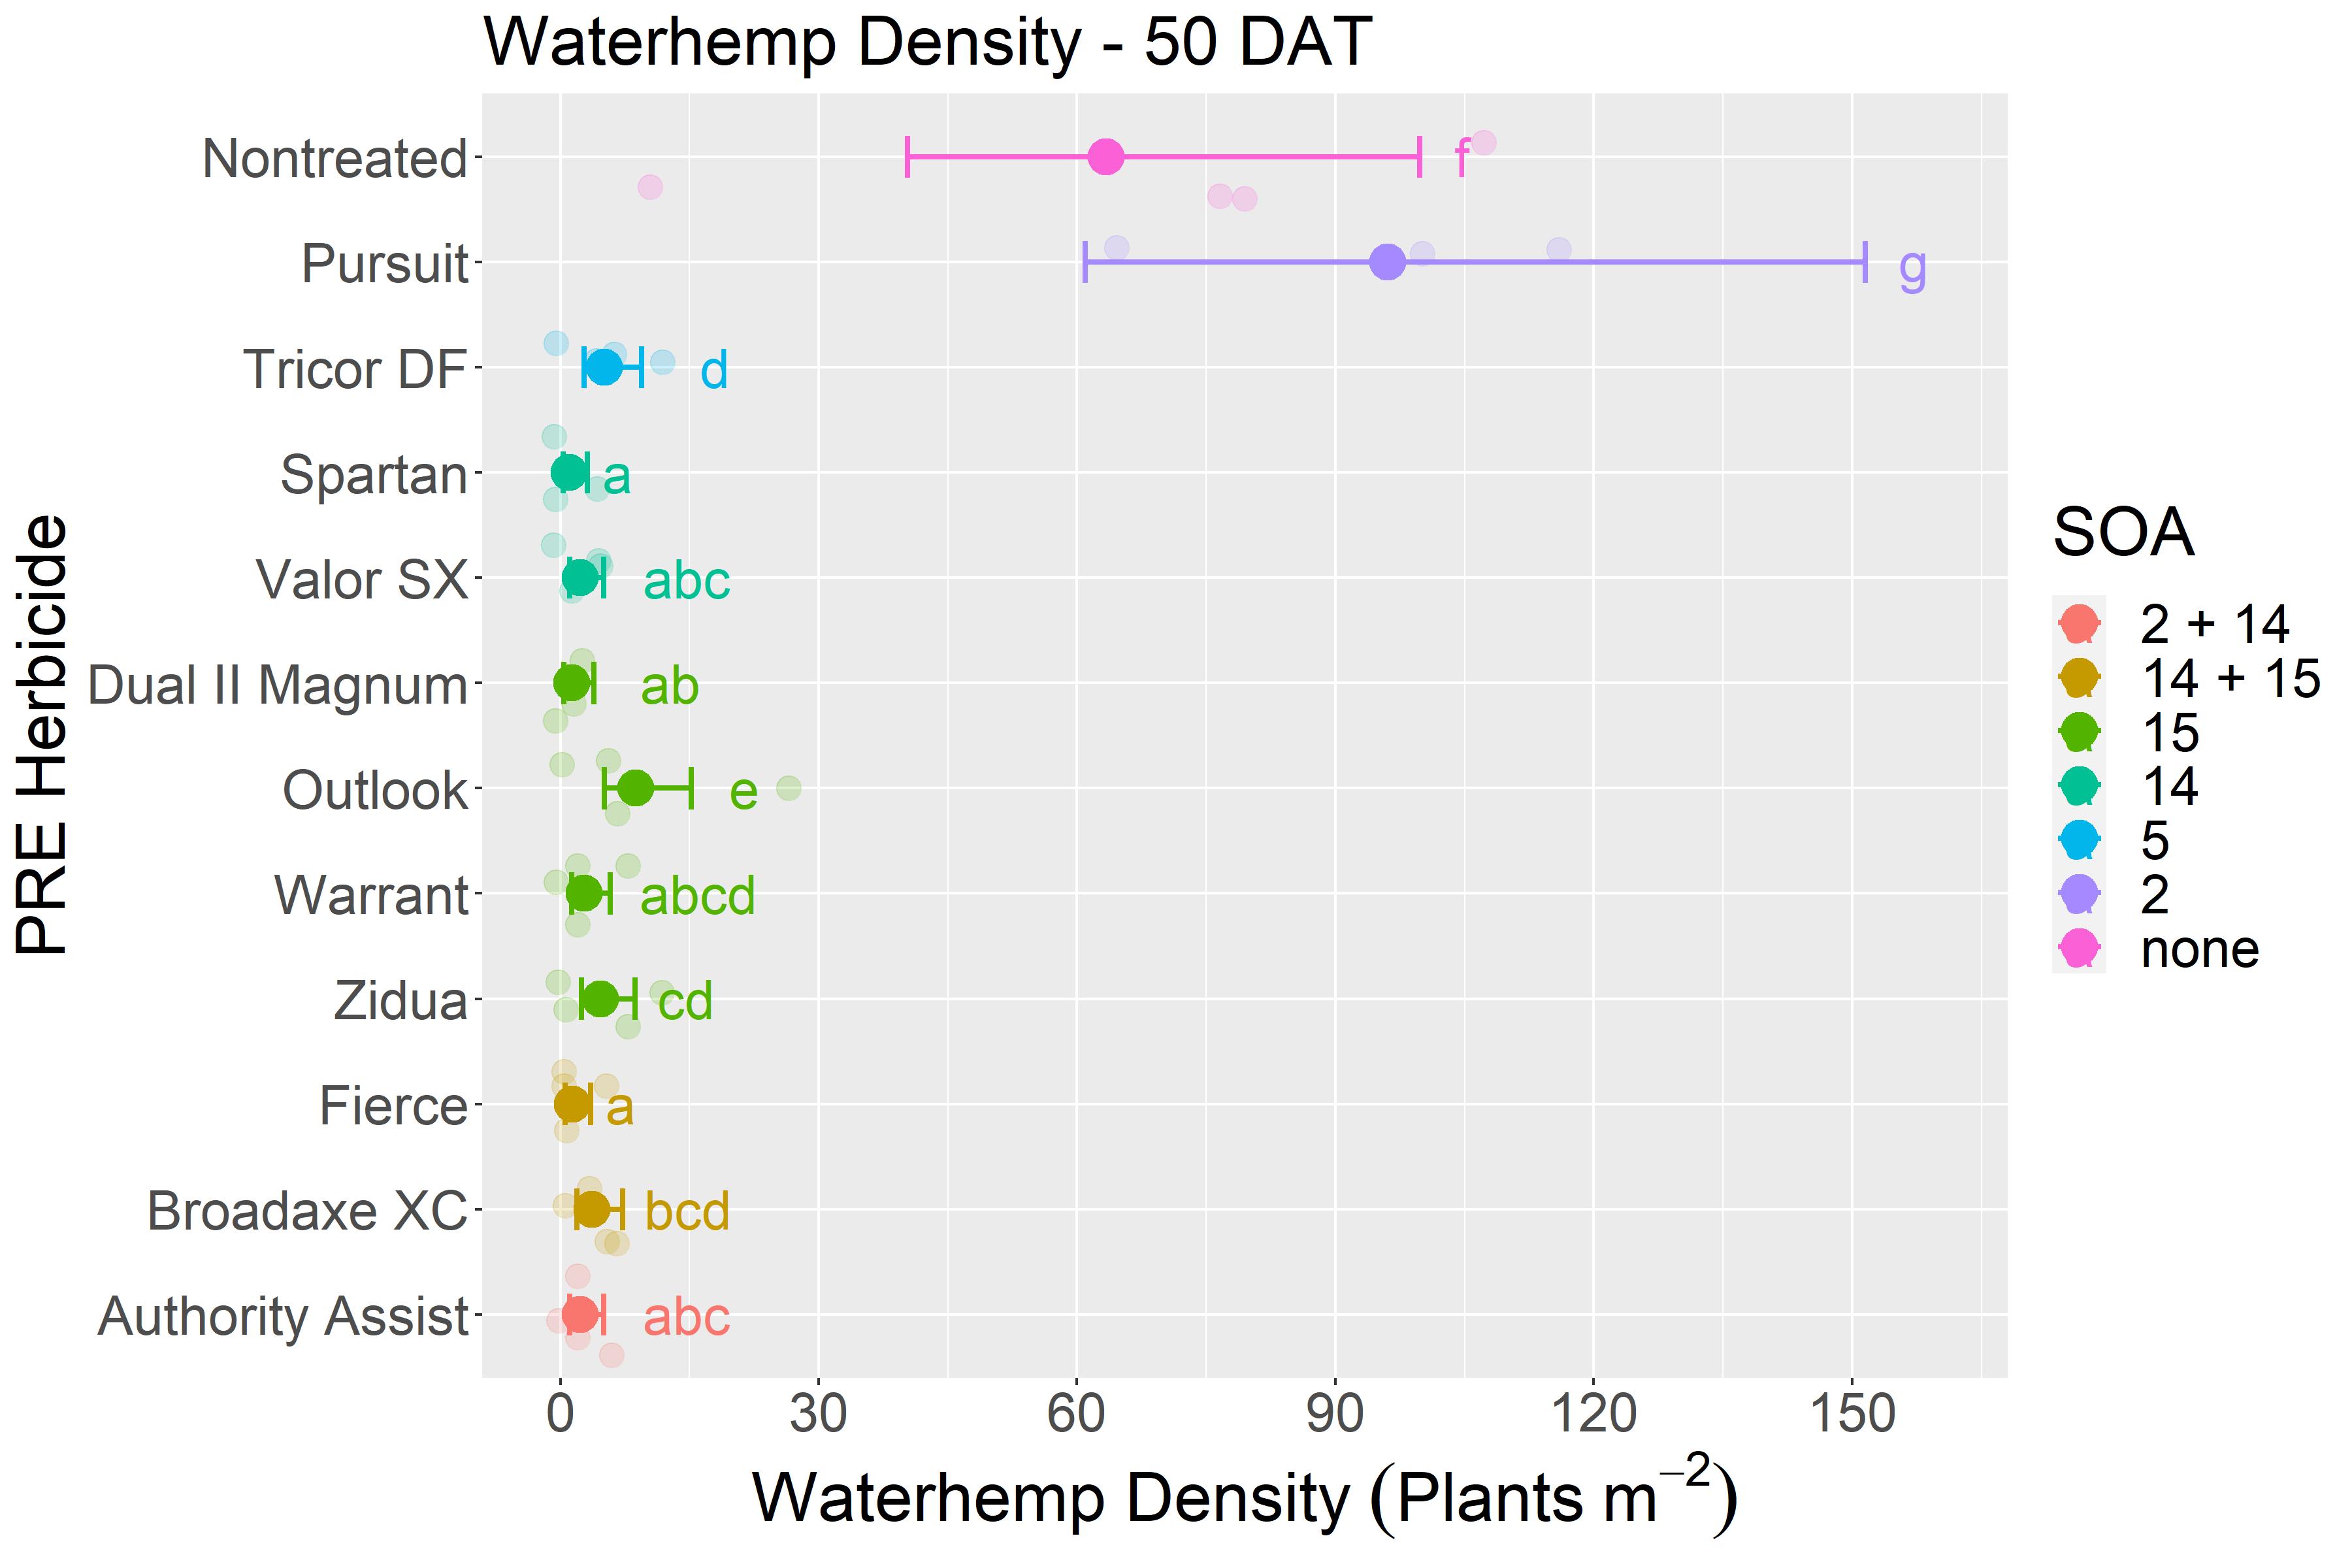 Waterhemp Density - 50 DAT
PRE Herbicide
Nontreated f
Pursuit g
Tricor DF d
Spartan a
Valor SX abc
Dual II Magnum ab
Outlook e
Warrant abcd
Zidua cd
Fierce a
Broadaxe XC bcd
Authority Assist abc
0 30 60 90 120 150
Waterhemp Density (Plants m⁻²)
SOA
2 + 14
14 + 15
15
14
5
2
none